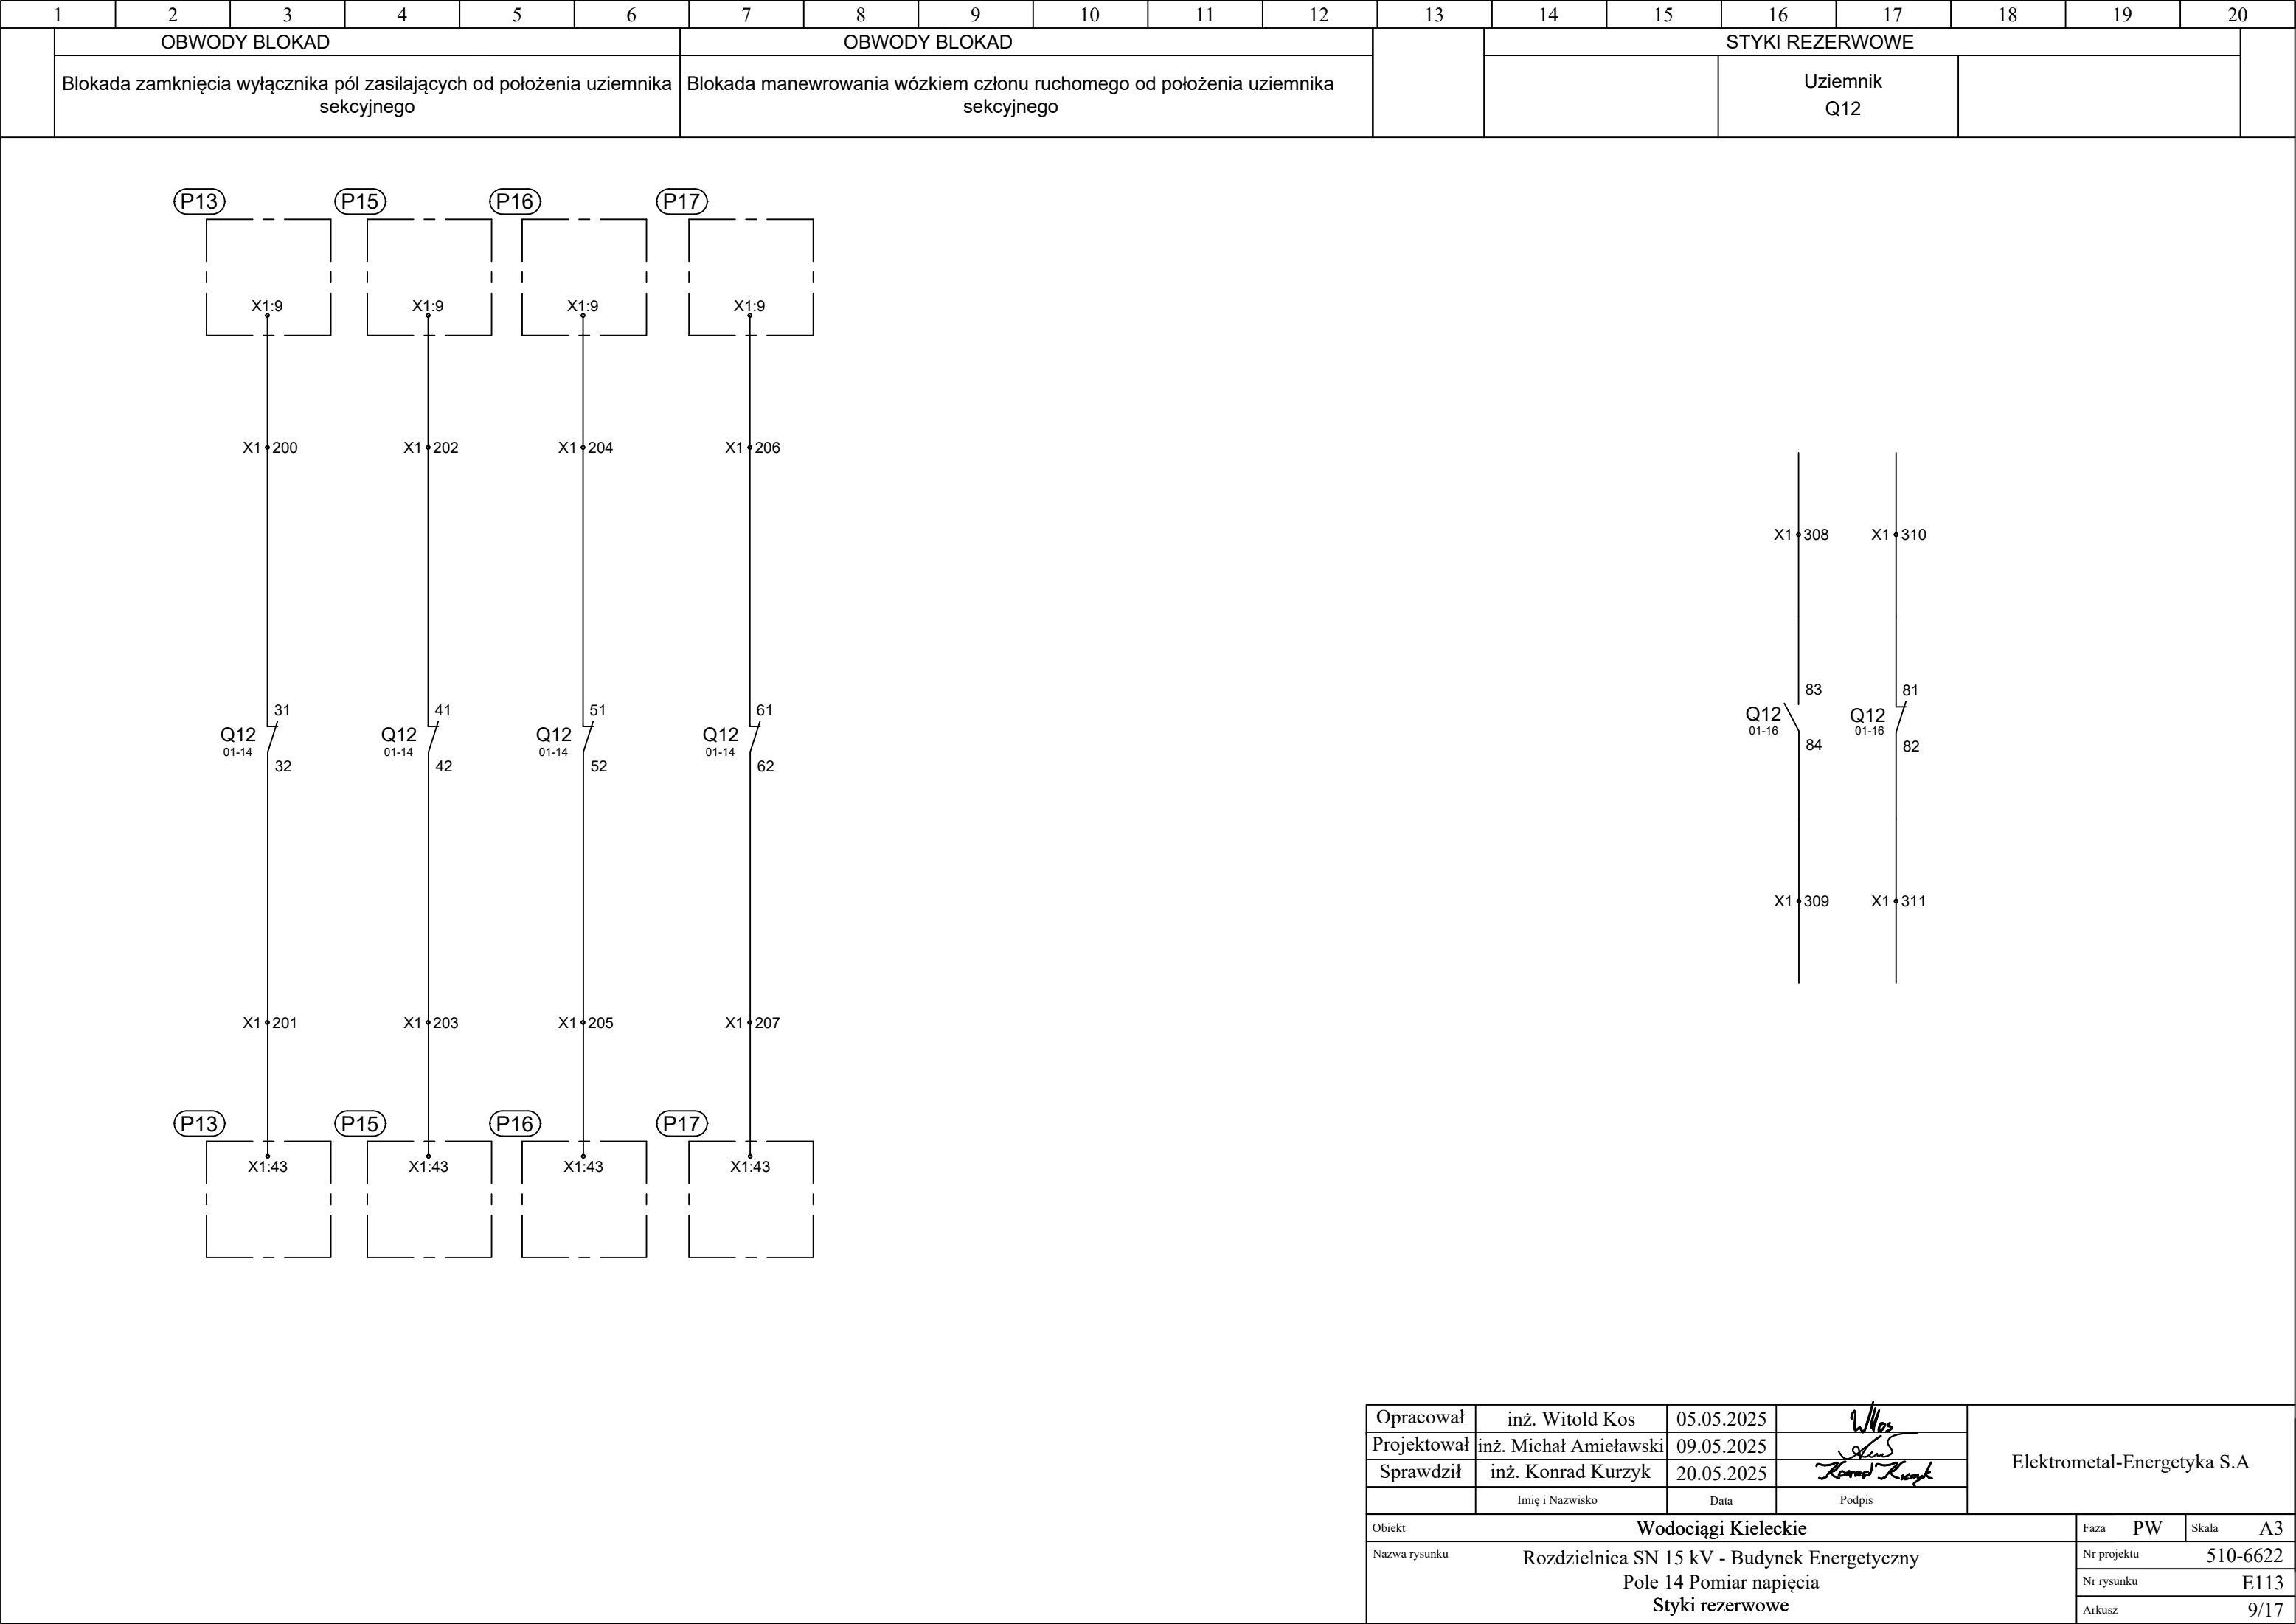 1 2 3 4 5 6 7 8 9 10 11 12 13 14 15 16 17 18 19 20
OBWODY BLOKAD
Blokada zamknięcia wyłącznika pól zasilających od położenia uziemnika
sekcyjnego
OBWODY BLOKAD
Blokada manewrowania wózkiem członu ruchomego od położenia uziemnika
sekcyjnego
STYKI REZERWOWE
Uziemnik
Q12
P13 P15 P16 P17
X1:9 X1:9 X1:9 X1:9
X1 200 X1 202 X1 204 X1 206
X1 308 X1 310
31 41 51 61
Q12 Q12 Q12 Q12
01-14 01-14 01-14 01-14
32 42 52 62
83 81
Q12 Q12
01-16 01-16
84 82
X1 309 X1 311
X1 201 X1 203 X1 205 X1 207
P13 P15 P16 P17
X1:43 X1:43 X1:43 X1:43
Opracował inż. Witold Kos 05.05.2025
Projektował inż. Michał Amieławski 09.05.2025
Sprawdził inż. Konrad Kurzyk 20.05.2025 Konrad Kurzyk
Imię i Nazwisko Data Podpis
Elektrometal-Energetyka S.A
Obiekt Wodociągi Kieleckie
Faza PW Skala A3
Nazwa rysunku Rozdzielnica SN 15 kV - Budynek Energetyczny
Pole 14 Pomiar napięcia
Styki rezerwowe
Nr projektu 510-6622
Nr rysunku E113
Arkusz 9/17